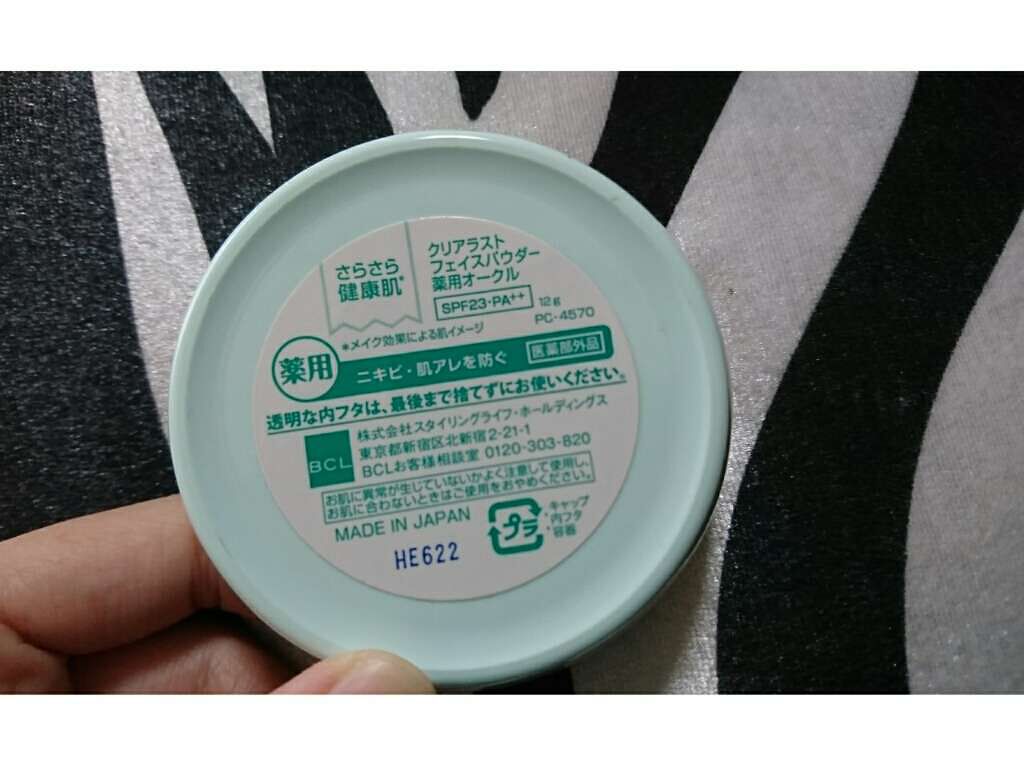 さらさら
健康肌*
クリアラスト
フェイスパウダー
薬用オークル
SPF23・PA++ 12g
PC-4570
*メイク効果による肌イメージ
薬用
ニキビ・肌アレを防ぐ 医薬部外品
透明な内フタは、最後まで捨てずにお使いください。
BCL
株式会社スタイリングライフ・ホールディングス
東京都新宿区北新宿2-21-1
BCLお客様相談室 0120-303-820
お肌に異常が生じていないかよく注意して使用し、
お肌に合わないときはご使用をおやめください。
MADE IN JAPAN
プラ
キャップ
内フタ
容器
HE622